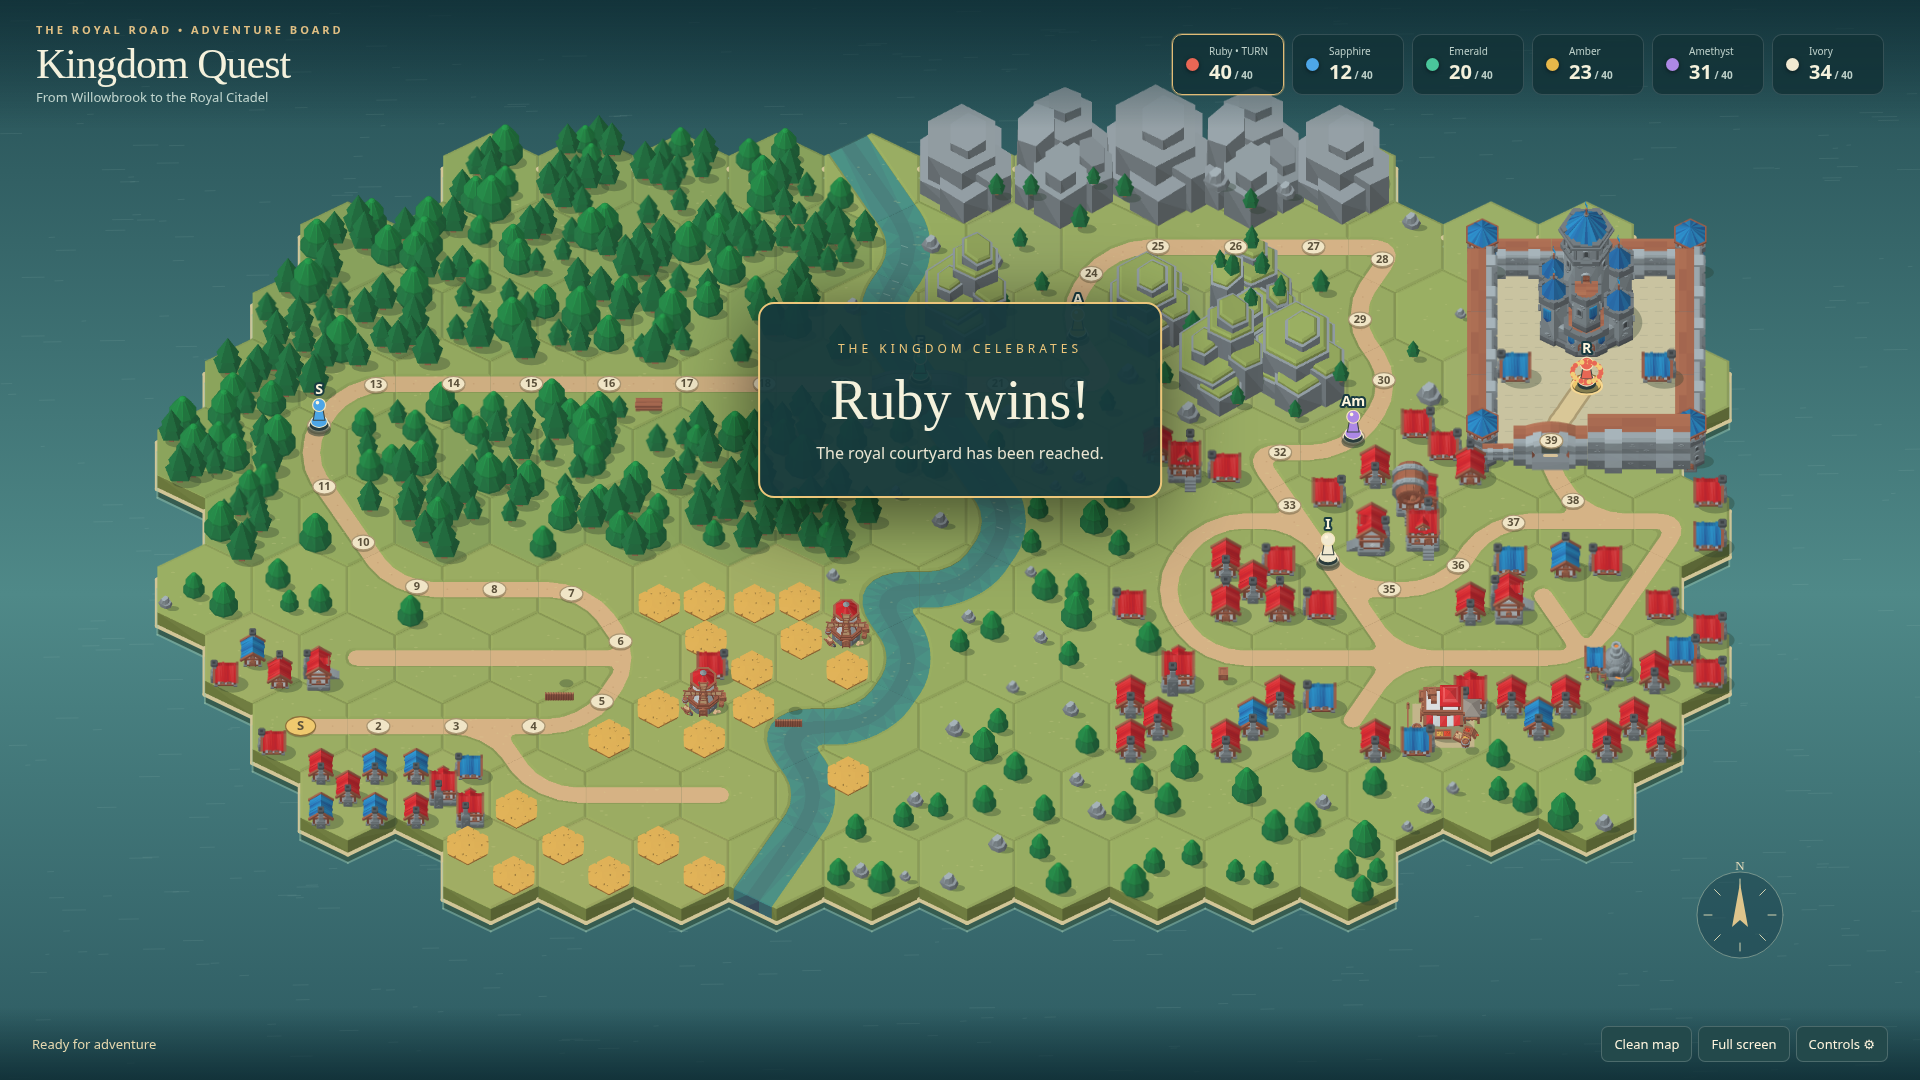 THE ROYAL ROAD • ADVENTURE BOARD
Kingdom Quest
From Willowbrook to the Royal Citadel
Ruby • TURN
40 / 40
Sapphire
12 / 40
Emerald
20 / 40
Amber
23 / 40
Amethyst
31 / 40
Ivory
34 / 40
25
26
27
28
24
A
29
R
30
S
13
14
15
16
17
Am
32
39
11
33
38
I
37
10
36
9
8
7
35
6
5
S
2
3
4
THE KINGDOM CELEBRATES
Ruby wins!
The royal courtyard has been reached.
N
Ready for adventure
Clean map
Full screen
Controls ⚙